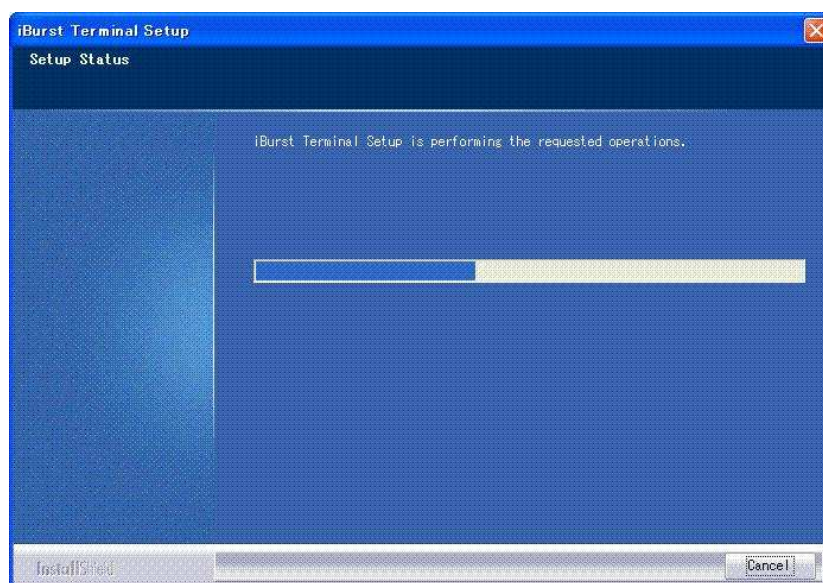 iBurst Terminal Setup
Setup Status
iBurst Terminal Setup is performing the requested operations.
InstallShield
Cancel